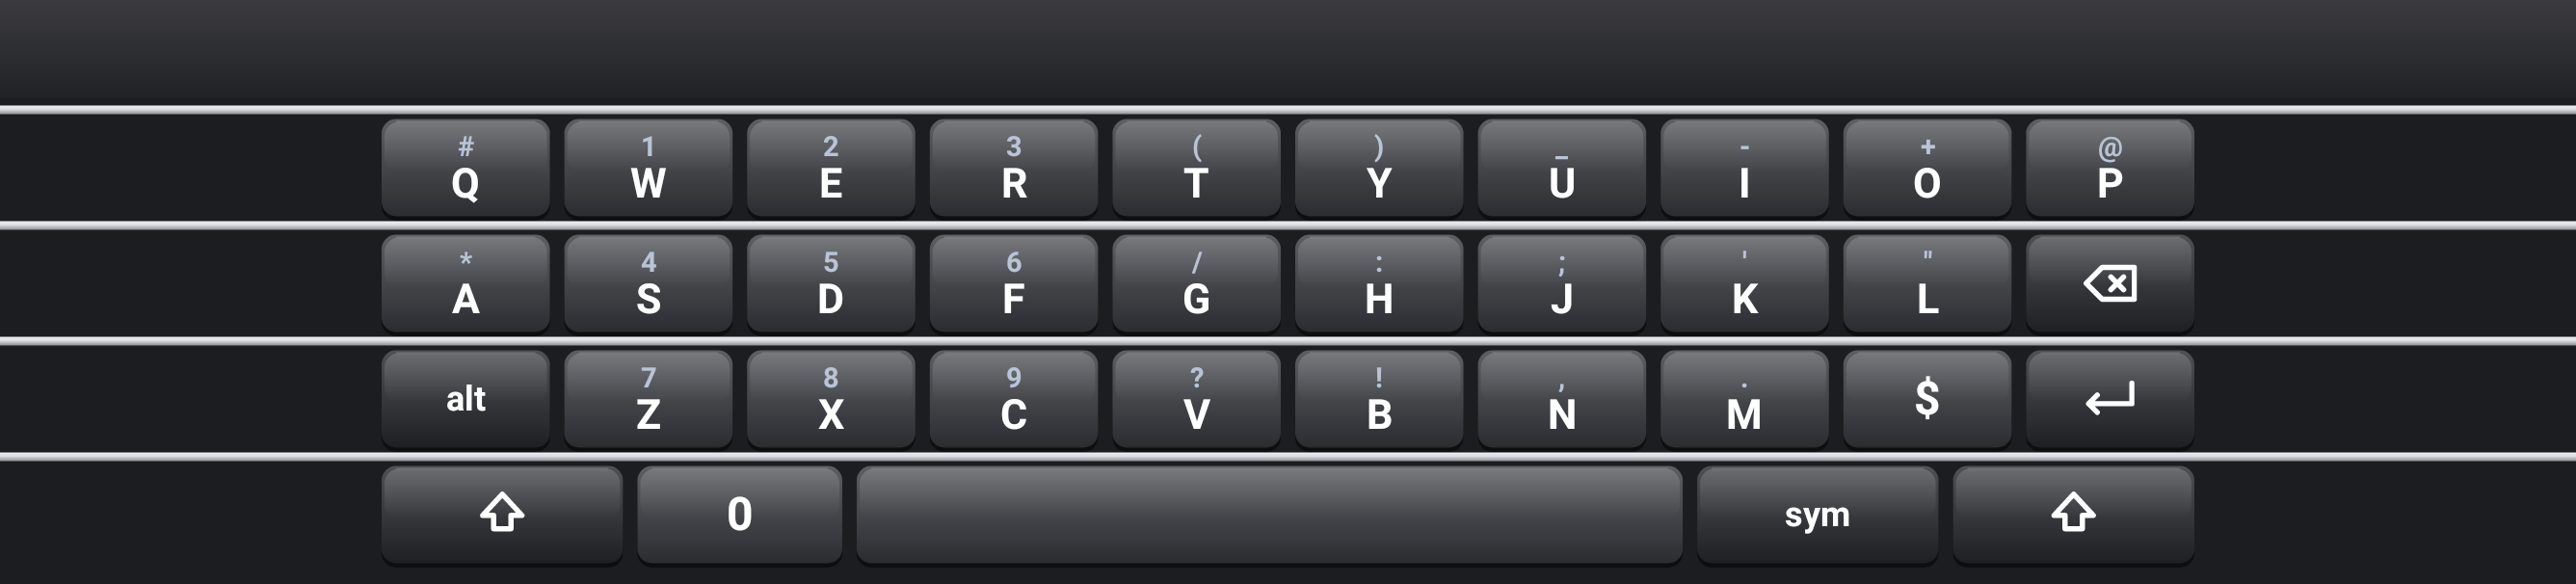 # 1 2 3 ( ) _ - + @
Q W E R T Y U I O P
* 4 5 6 / : ; ' "
A S D F G H J K L
7 8 9 ? ! , .
alt Z X C V B N M $
0 sym